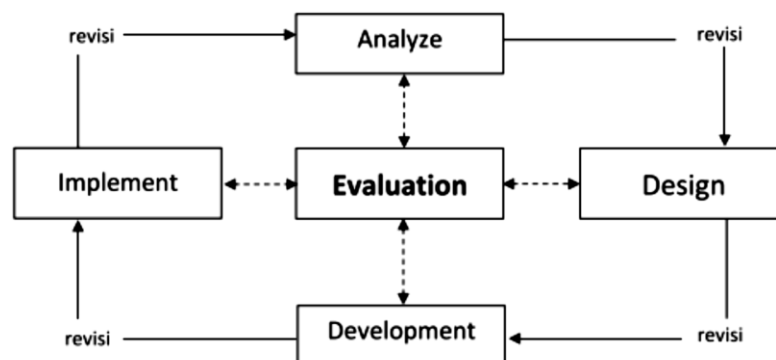 revisi
Analyze
revisi
Implement
Evaluation
Design
revisi
Development
revisi